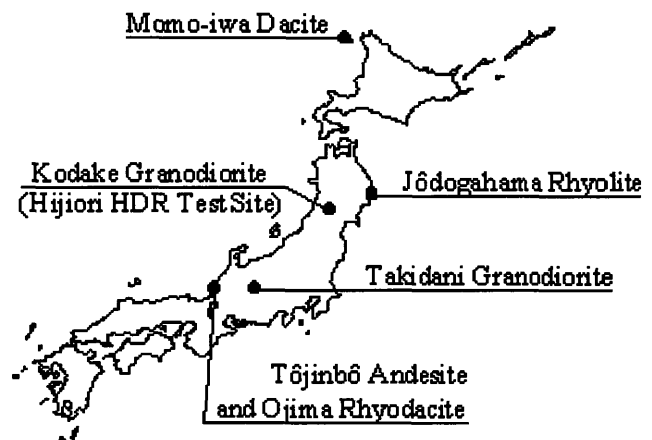 Momo-iwa Dacite
Kodake Granodiorite
(Hijiori HDR Test Site)
Jôdogahama Rhyolite
Takidani Granodiorite
Tôjinbô Andesite
and Ojima Rhyodacite